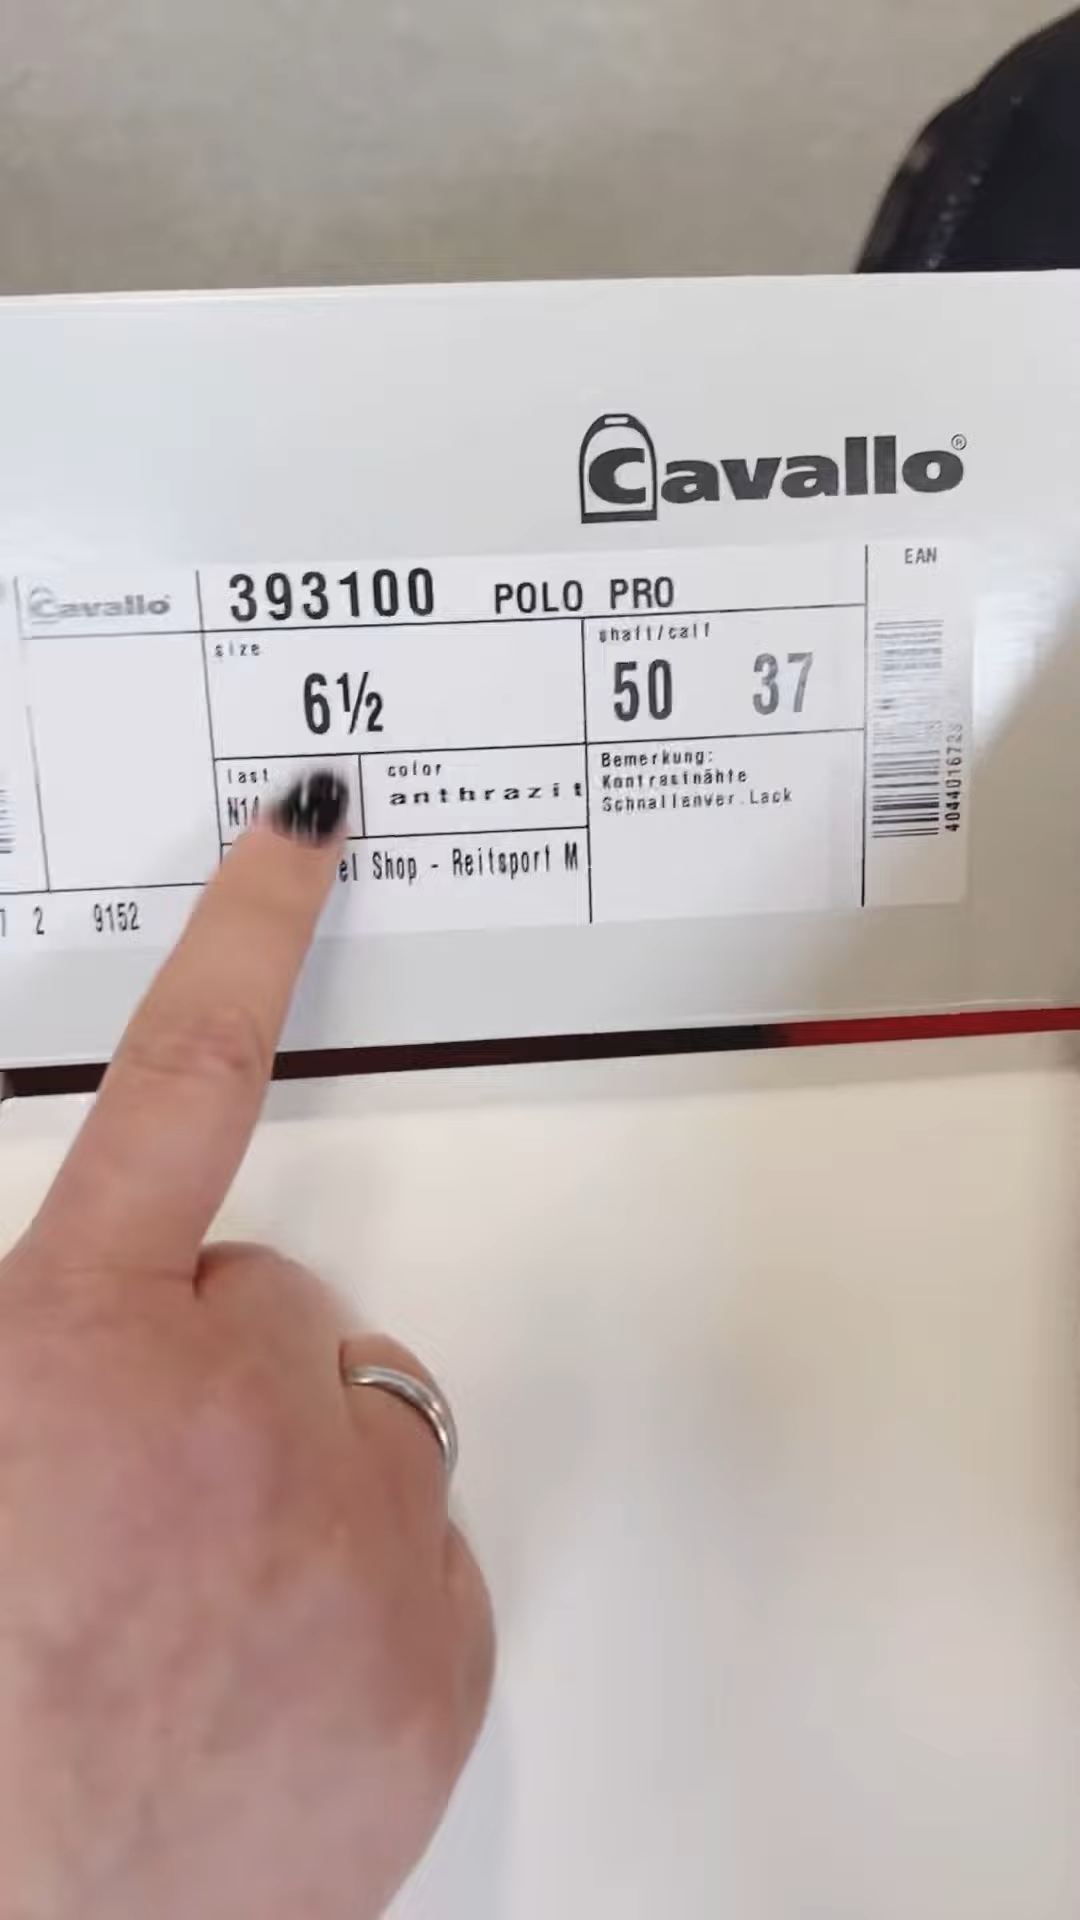 Cavallo®
EAN
Cavallo
393100 POLO PRO
size
6½
shaft/calf
50 37
last
color
anthrazit
Bemerkung:
Kontrastnähte
Schnallenver.Lack
Shop - Reitsport M
2 9152